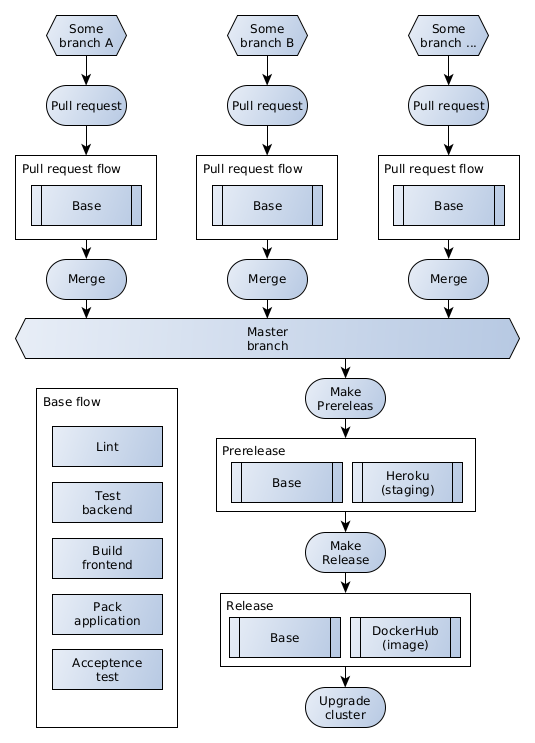 Some
branch A
Some
branch B
Some
branch ...
Pull request
Pull request
Pull request
Pull request flow
Base
Pull request flow
Base
Pull request flow
Base
Merge
Merge
Merge
Master
branch
Base flow
Lint
Test
backend
Build
frontend
Pack
application
Acceptence
test
Make
Prereleas
Prerelease
Base
Heroku
(staging)
Make
Release
Release
Base
DockerHub
(image)
Upgrade
cluster